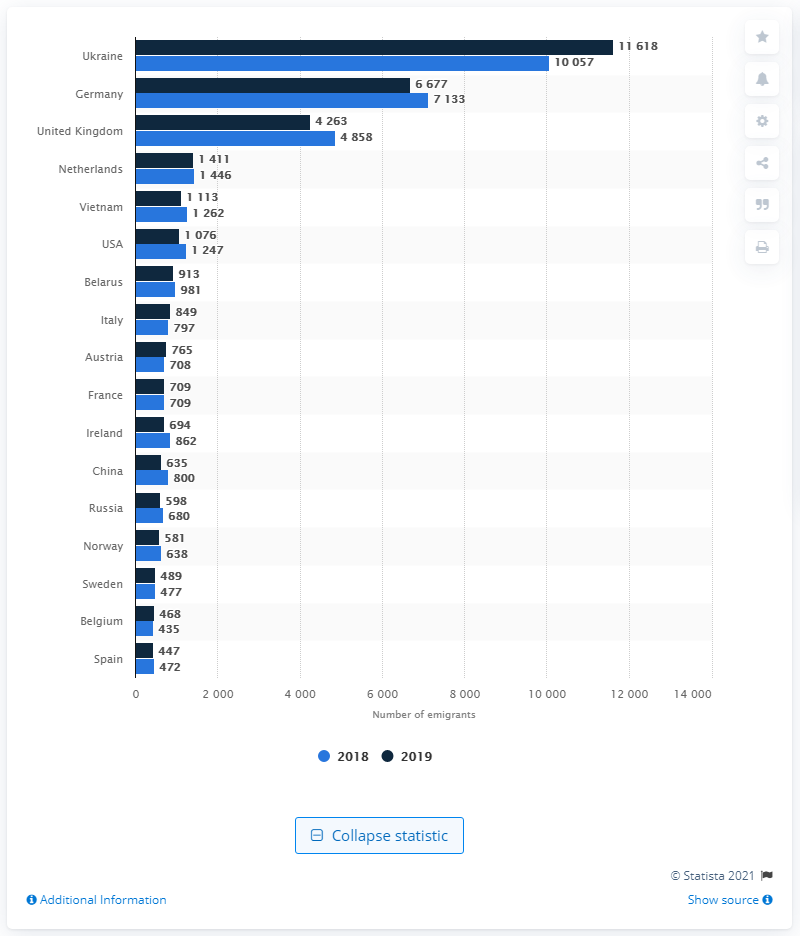 Ukraine
11 618
10 057
Germany
6 677
7 133
United Kingdom
4 263
4 858
Netherlands
1 411
1 446
Vietnam
1 113
1 262
USA
1 076
1 247
Belarus
913
981
Italy
849
797
Austria
765
708
France
709
709
Ireland
694
862
China
635
800
Russia
598
680
Norway
581
638
Sweden
489
477
Belgium
468
435
Spain
447
472
0 2 000 4 000 6 000 8 000 10 000 12 000 14 000
Number of emigrants
2018 2019
Collapse statistic
© Statista 2021
Additional Information
Show source